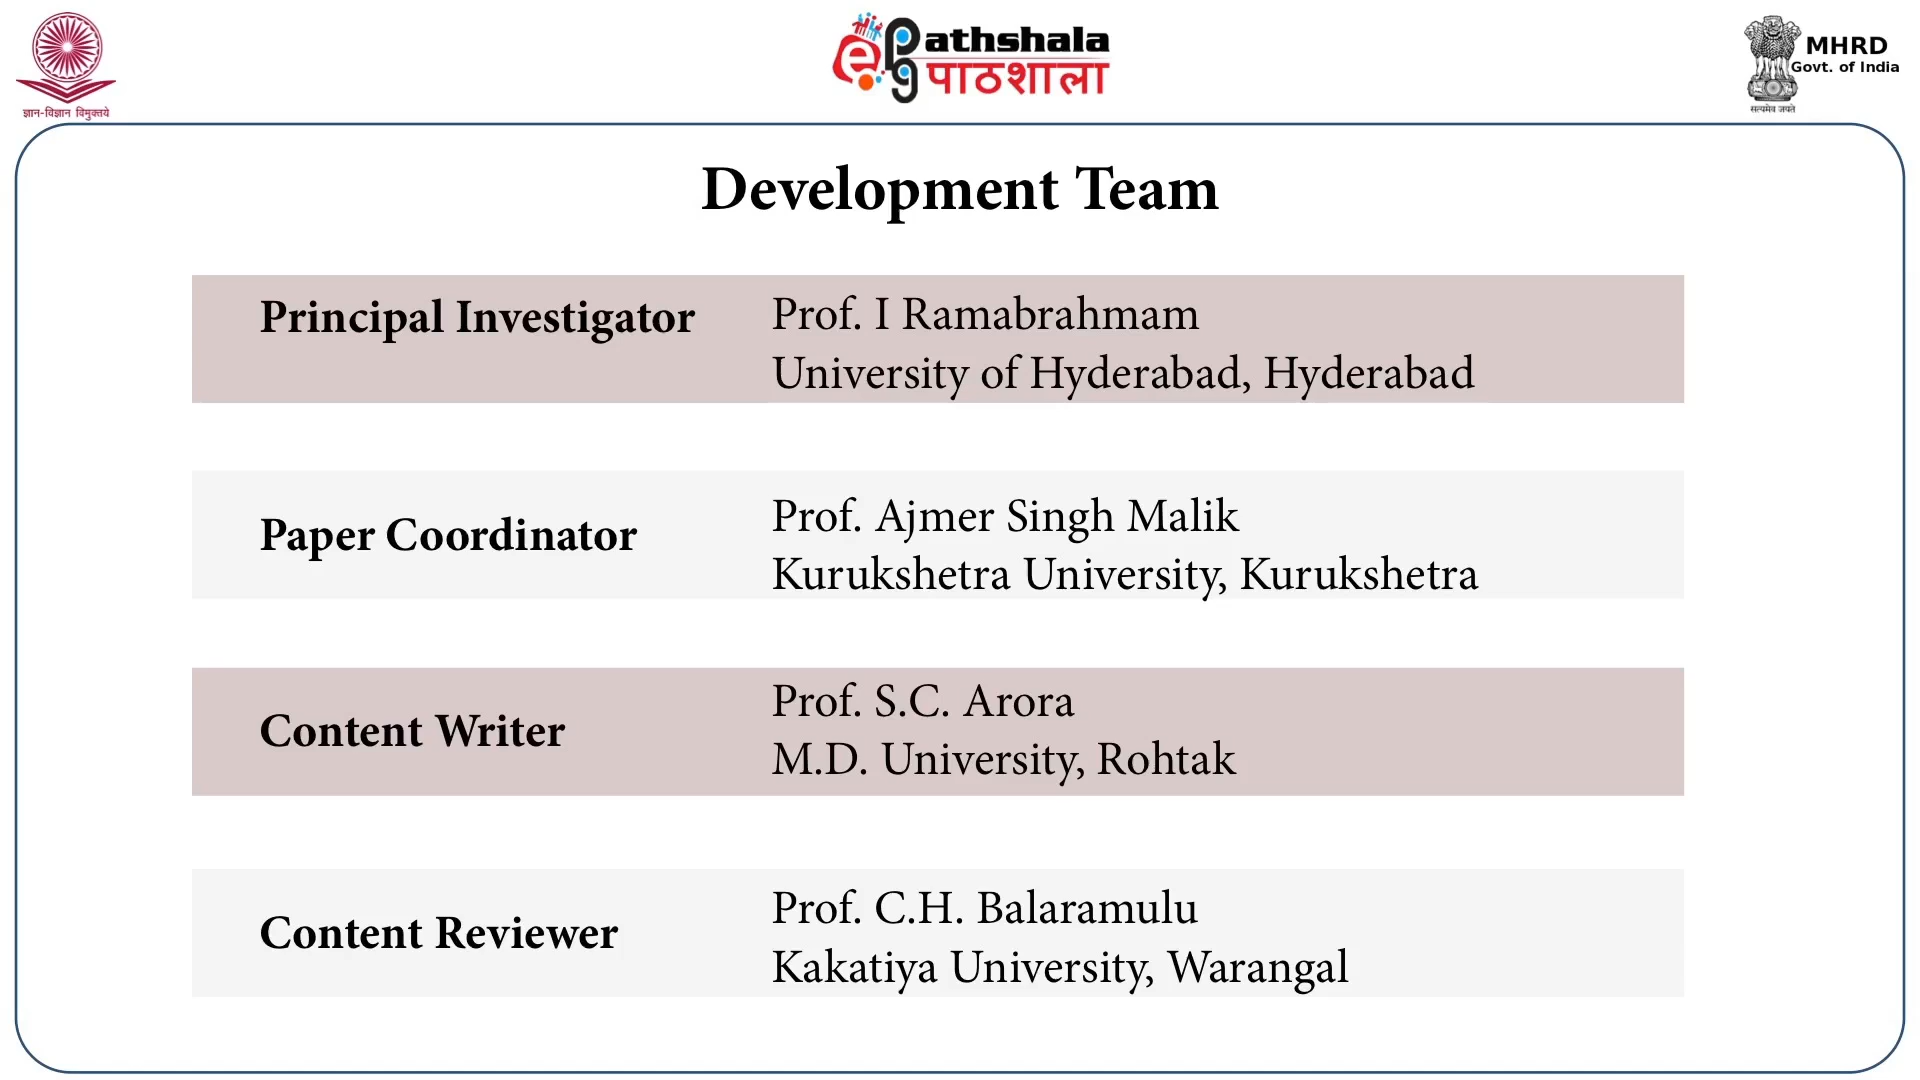 ज्ञान-विज्ञान विमुक्तये
e
pg
Pathshala
पाठशाला
MHRD
Govt. of India
सत्यमेव जयते
Development Team
Principal Investigator
Prof. I Ramabrahmam
University of Hyderabad, Hyderabad
Paper Coordinator
Prof. Ajmer Singh Malik
Kurukshetra University, Kurukshetra
Content Writer
Prof. S.C. Arora
M.D. University, Rohtak
Content Reviewer
Prof. C.H. Balaramulu
Kakatiya University, Warangal